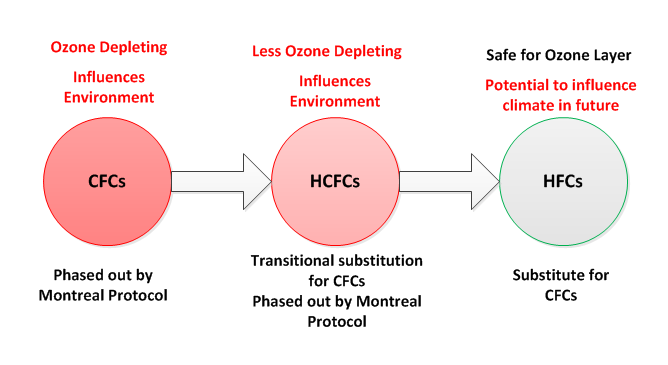 Ozone Depleting
Influences
Environment
CFCs
Phased out by
Montreal Protocol
Less Ozone Depleting
Influences
Environment
HCFCs
Transitional substitution
for CFCs
Phased out by Montreal
Protocol
Safe for Ozone Layer
Potential to influence
climate in future
HFCs
Substitute for
CFCs